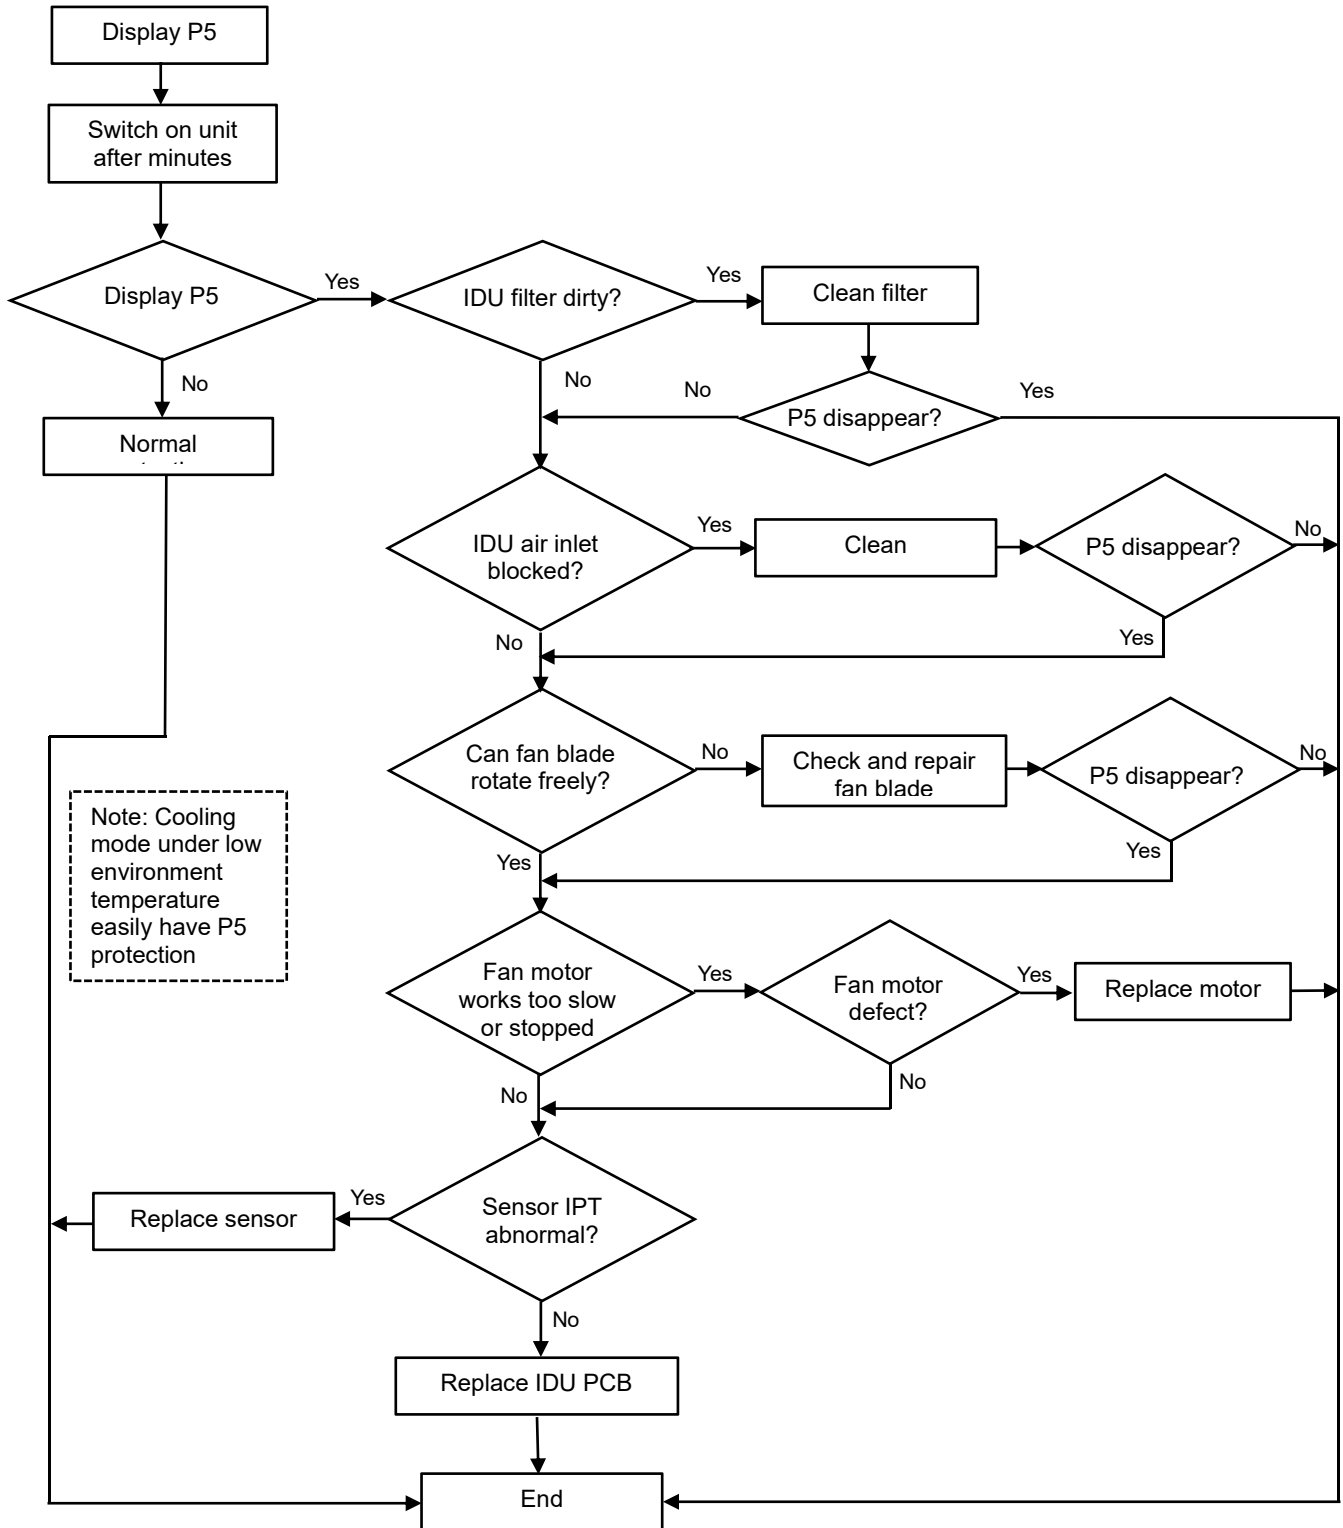 Display P5
Switch on unit
after minutes
Display P5
Yes
IDU filter dirty?
Yes
Clean filter
No
No
No
P5 disappear?
Yes
Normal
IDU air inlet
blocked?
Yes
Clean
P5 disappear?
No
No
Yes
Can fan blade
rotate freely?
No
Check and repair
fan blade
P5 disappear?
No
Note: Cooling
mode under low
environment
temperature
easily have P5
protection
Yes
Yes
Fan motor
works too slow
or stopped
Yes
Fan motor
defect?
Yes
Replace motor
No
No
Replace sensor
Yes
Sensor IPT
abnormal?
No
Replace IDU PCB
End